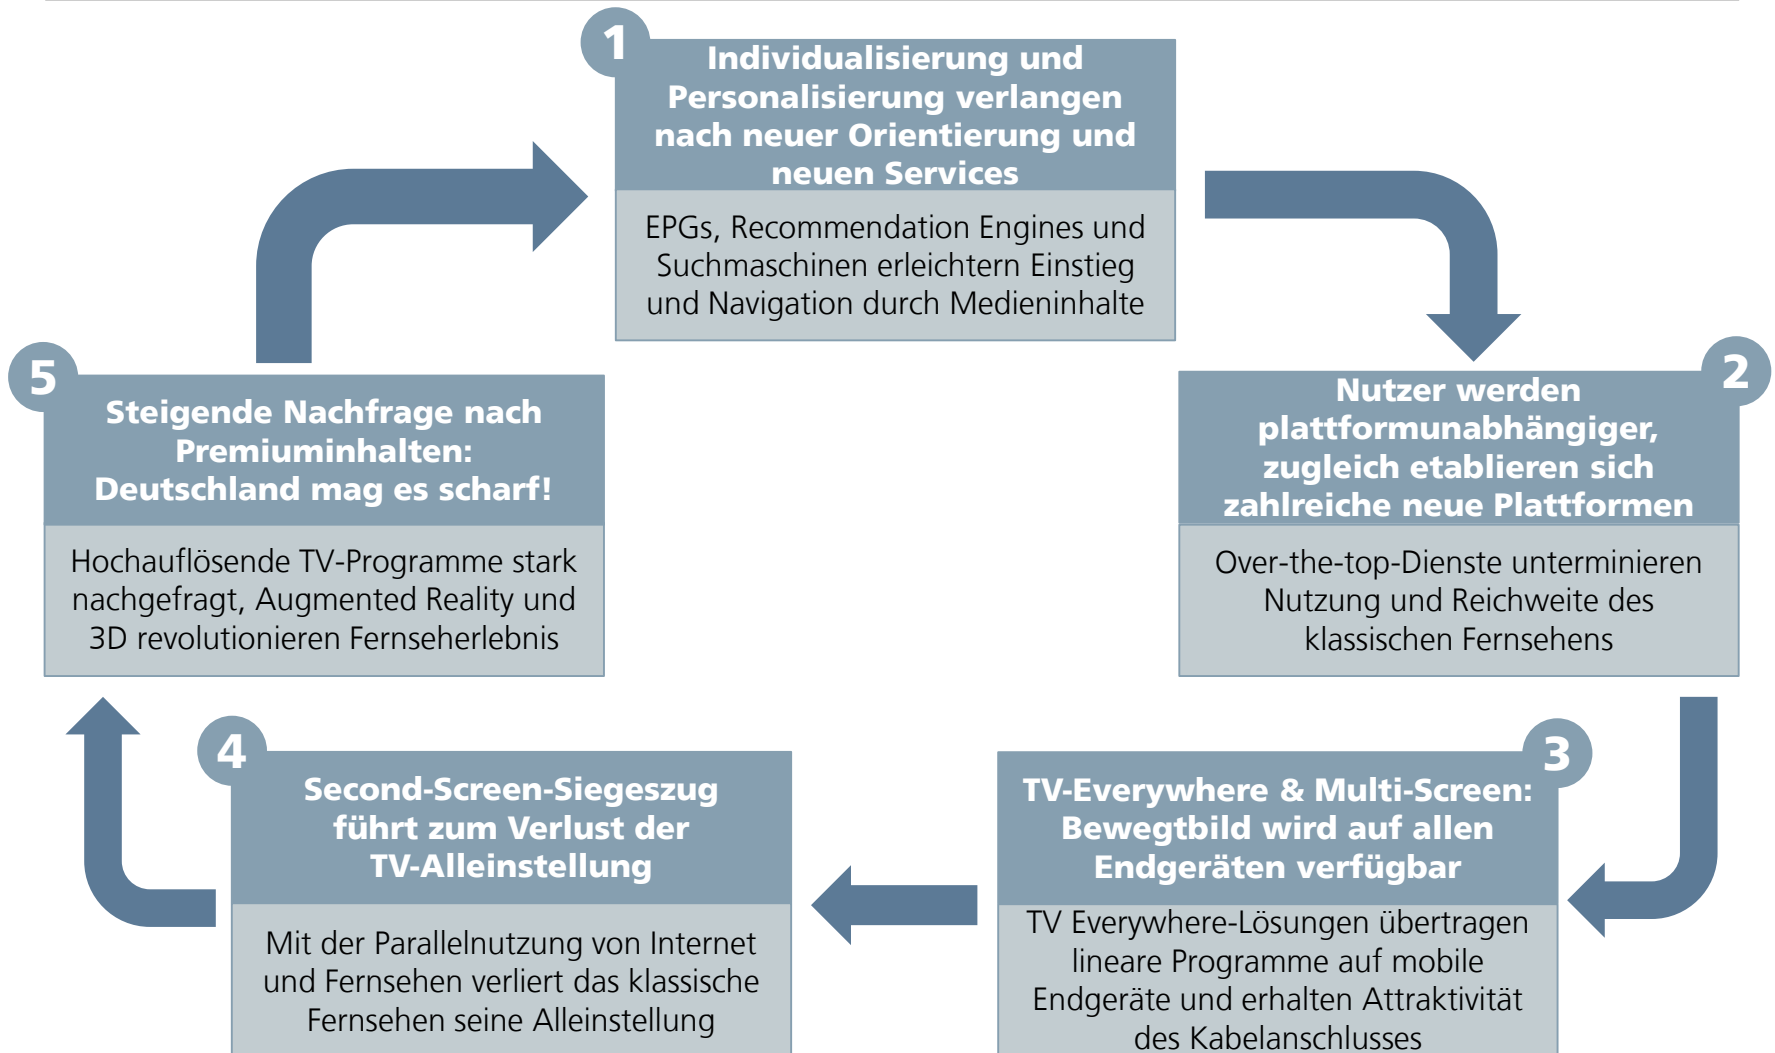 1
Individualisierung und
Personalisierung verlangen
nach neuer Orientierung und
neuen Services
EPGs, Recommendation Engines und
Suchmaschinen erleichtern Einstieg
und Navigation durch Medieninhalte
2
Nutzer werden
plattformunabhängiger,
zugleich etablieren sich
zahlreiche neue Plattformen
Over-the-top-Dienste unterminieren
Nutzung und Reichweite des
klassischen Fernsehens
3
TV-Everywhere & Multi-Screen:
Bewegtbild wird auf allen
Endgeräten verfügbar
TV Everywhere-Lösungen übertragen
lineare Programme auf mobile
Endgeräte und erhalten Attraktivität
des Kabelanschlusses
4
Second-Screen-Siegeszug
führt zum Verlust der
TV-Alleinstellung
Mit der Parallelnutzung von Internet
und Fernsehen verliert das klassische
Fernsehen seine Alleinstellung
5
Steigende Nachfrage nach
Premiuminhalten:
Deutschland mag es scharf!
Hochauflösende TV-Programme stark
nachgefragt, Augmented Reality und
3D revolutionieren Fernseherlebnis